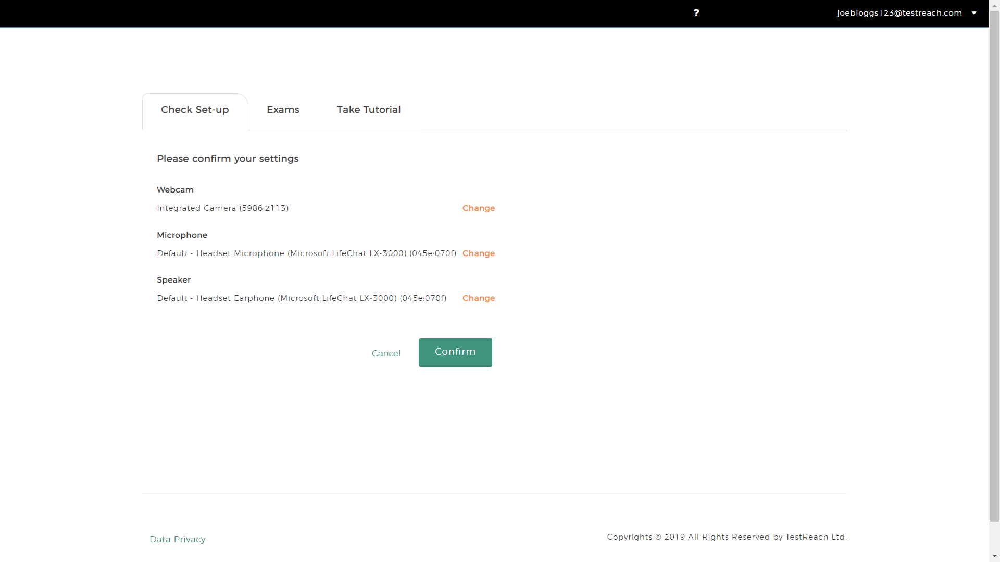 ?
joebloggs123@testreach.com
Check Set-up
Exams
Take Tutorial
Please confirm your settings
Webcam
Integrated Camera (5986:2113)
Change
Microphone
Default - Headset Microphone (Microsoft LifeChat LX-3000) (045e:070f)
Change
Speaker
Default - Headset Earphone (Microsoft LifeChat LX-3000) (045e:070f)
Change
Cancel
Confirm
Data Privacy
Copyrights © 2019 All Rights Reserved by TestReach Ltd.